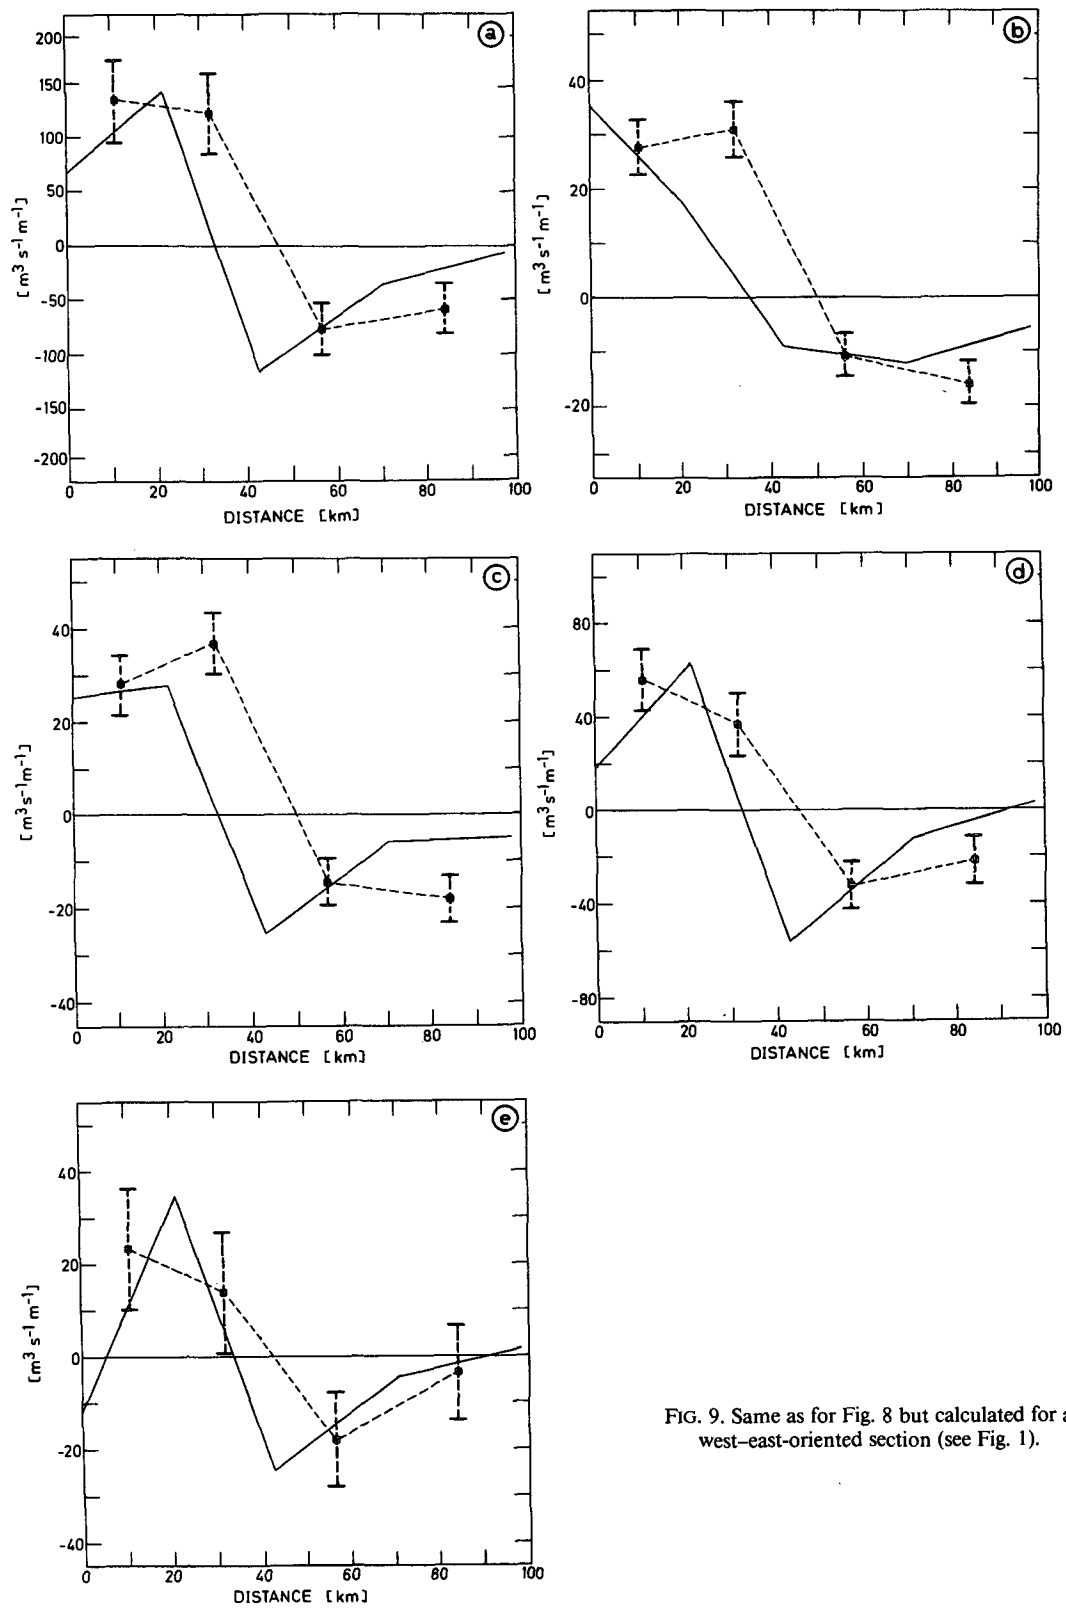 a
200
150
100
50
0
-50
-100
-150
-200
[m³ s⁻¹ m⁻¹]
0 20 40 60 80 100
DISTANCE [km]
b
40
20
0
-20
[m³ s⁻¹ m⁻¹]
0 20 40 60 80 100
DISTANCE [km]
c
40
20
0
-20
-40
[m³ s⁻¹ m⁻¹]
0 20 40 60 80 100
DISTANCE [km]
d
80
40
0
-40
-80
[m³ s⁻¹ m⁻¹]
0 20 40 60 80 100
DISTANCE [km]
e
40
20
0
-20
-40
[m³ s⁻¹ m⁻¹]
0 20 40 60 80 100
DISTANCE [km]
FIG. 9. Same as for Fig. 8 but calculated for a
west–east-oriented section (see Fig. 1).